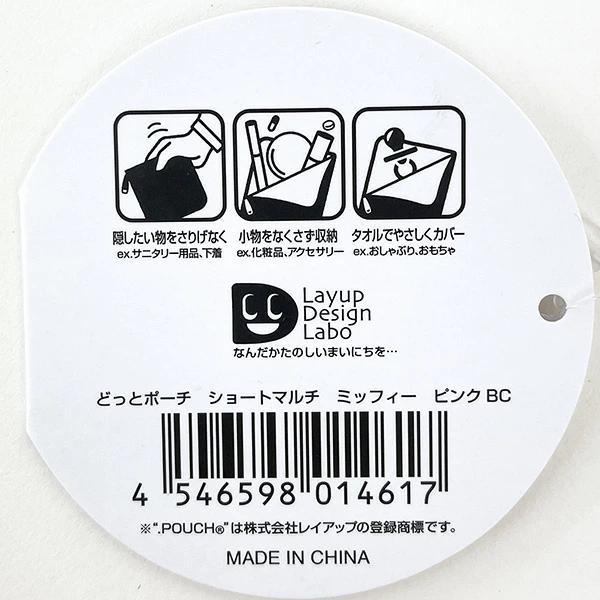 隠したい物をさりげなく 小物をなくさず収納 タオルでやさしくカバー
ex.サニタリー用品、下着 ex.化粧品、アクセサリー ex.おしゃぶり、おもちゃ
Layup
Design
Labo
なんだかたのしいまいにちを…
どっとポーチ ショートマルチ ミッフィー ピンク BC
4 546598 014617
※“.POUCH®”は株式会社レイアップの登録商標です。
MADE IN CHINA